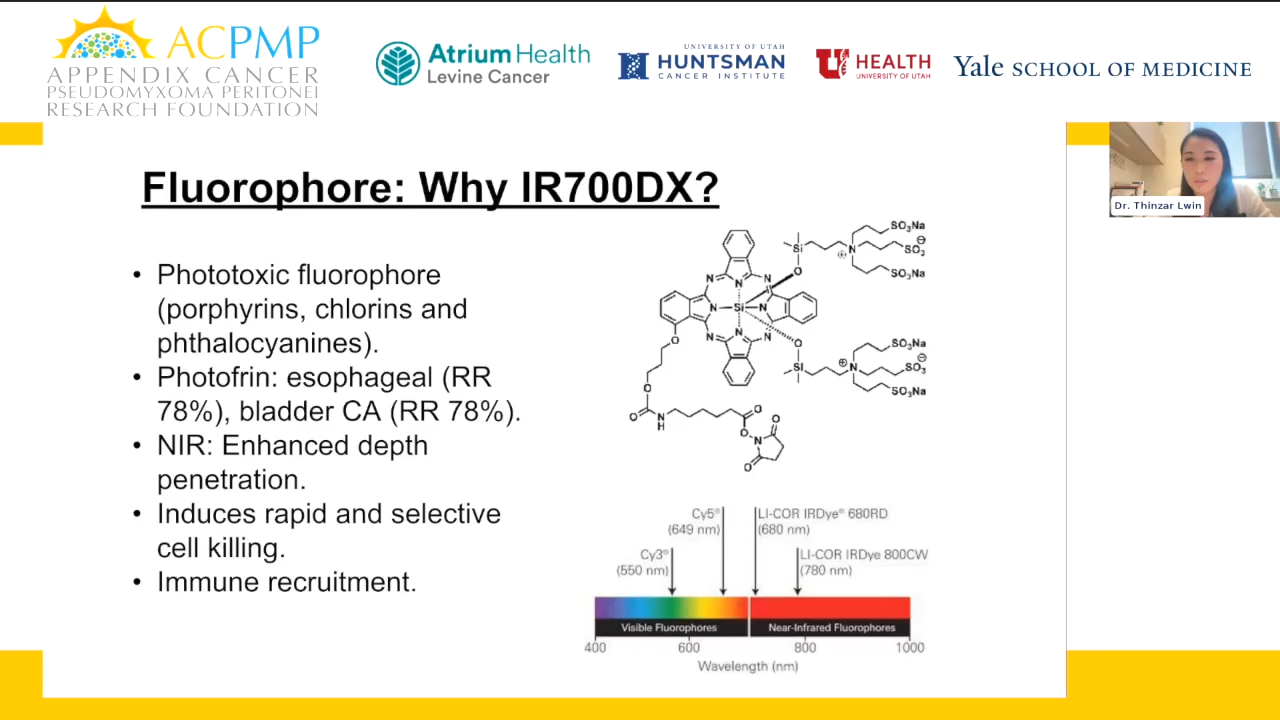 ACPMP
APPENDIX CANCER
PSEUDOMYXOMA PERITONEI
RESEARCH FOUNDATION
Atrium Health
Levine Cancer
UNIVERSITY OF UTAH
HUNTSMAN
CANCER INSTITUTE
U
HEALTH
UNIVERSITY OF UTAH
Yale SCHOOL OF MEDICINE
Dr. Thinzar Lwin
Fluorophore: Why IR700DX?
• Phototoxic fluorophore
(porphyrins, chlorins and
phthalocyanines).
• Photofrin: esophageal (RR
78%), bladder CA (RR 78%).
• NIR: Enhanced depth
penetration.
• Induces rapid and selective
cell killing.
• Immune recruitment.
SO₃Na
Si
N
⊕
SO₃
⊖
SO₃Na
O
N
N
N
N
Si
N
N
N
N
O
O
SO₃Na
Si
⊕
N
SO₃
⊖
SO₃Na
O
O
N
H
O
O
N
O
O
Cy5®
(649 nm)
LI-COR IRDye® 680RD
(680 nm)
Cy3®
(550 nm)
LI-COR IRDye 800CW
(780 nm)
Visible Fluorophores
Near-Infrared Fluorophores
400 600 800 1000
Wavelength (nm)